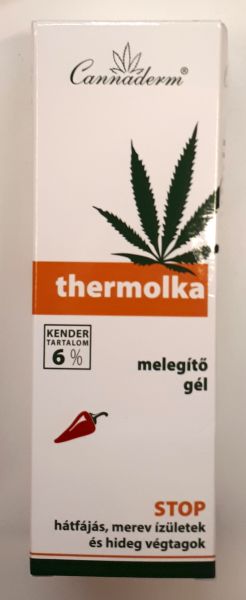 Cannaderm®
thermolka
KENDER
TARTALOM
6 %
melegítő
gél
STOP
hátfájás, merev ízületek
és hideg végtagok